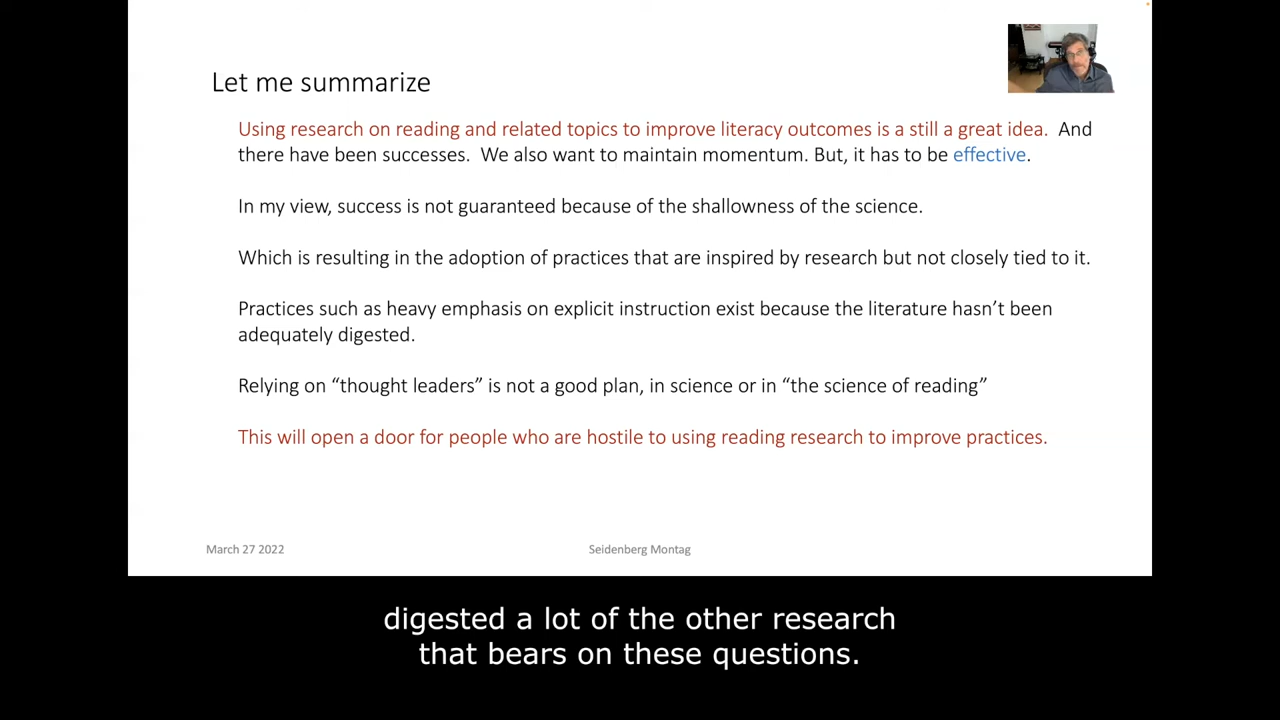 Let me summarize
Using research on reading and related topics to improve literacy outcomes is a still a great idea. And
there have been successes. We also want to maintain momentum. But, it has to be effective.
In my view, success is not guaranteed because of the shallowness of the science.
Which is resulting in the adoption of practices that are inspired by research but not closely tied to it.
Practices such as heavy emphasis on explicit instruction exist because the literature hasn’t been
adequately digested.
Relying on “thought leaders” is not a good plan, in science or in “the science of reading”
This will open a door for people who are hostile to using reading research to improve practices.
March 27 2022
Seidenberg Montag
digested a lot of the other research
that bears on these questions.